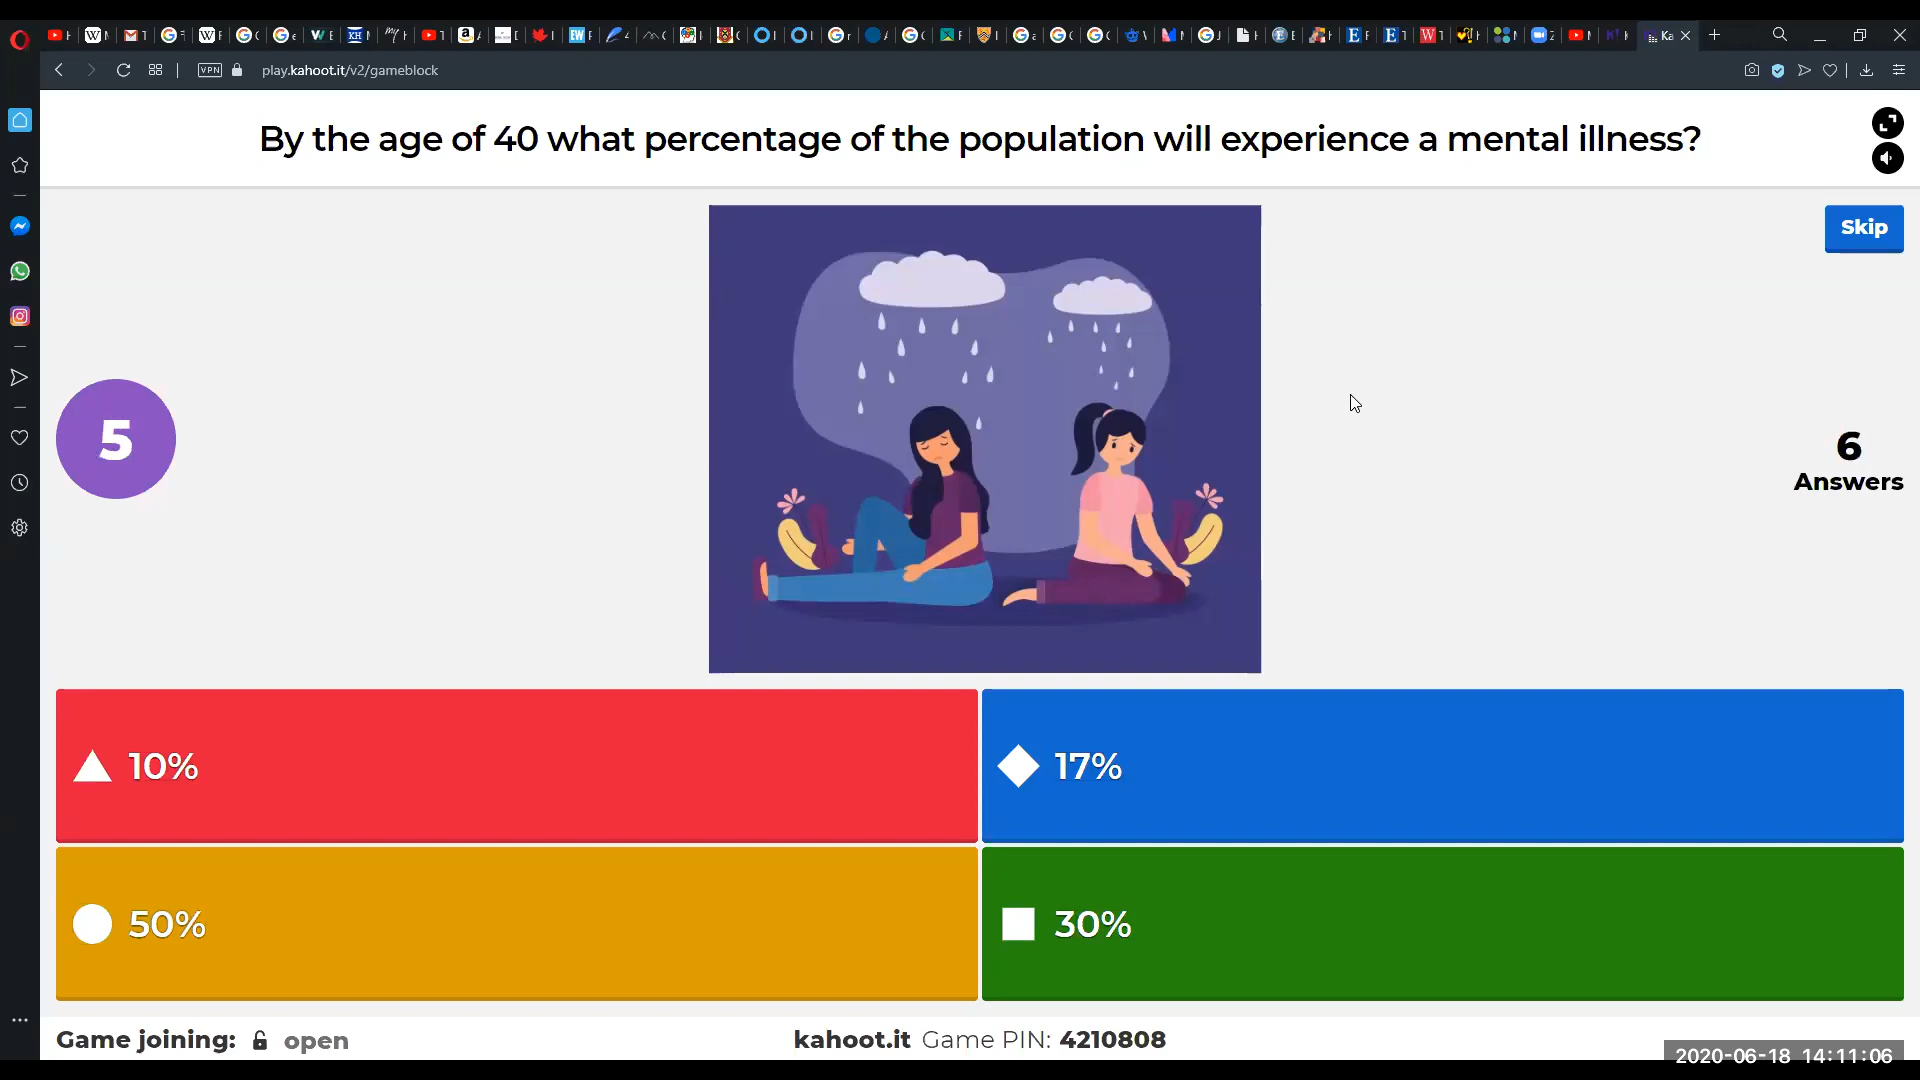 VPN play.kahoot.it/v2/gameblock
By the age of 40 what percentage of the population will experience a mental illness?
Skip
5
6
Answers
10%
17%
50%
30%
Game joining: open
kahoot.it Game PIN: 4210808
2020-06-18 14:11:06